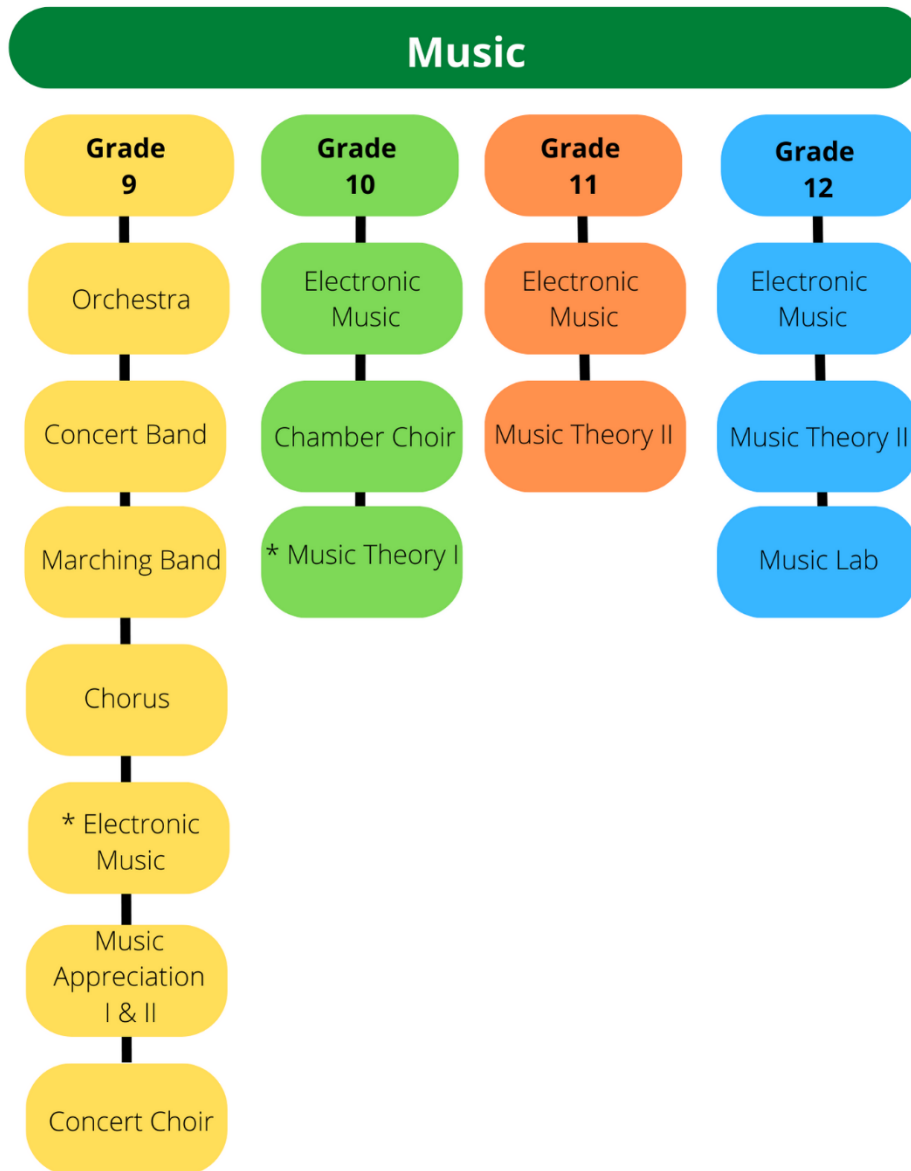 Music
Grade
9
Orchestra
Concert Band
Marching Band
Chorus
* Electronic
Music
Music
Appreciation
I & II
Concert Choir
Grade
10
Electronic
Music
Chamber Choir
* Music Theory I
Grade
11
Electronic
Music
Music Theory II
Grade
12
Electronic
Music
Music Theory II
Music Lab